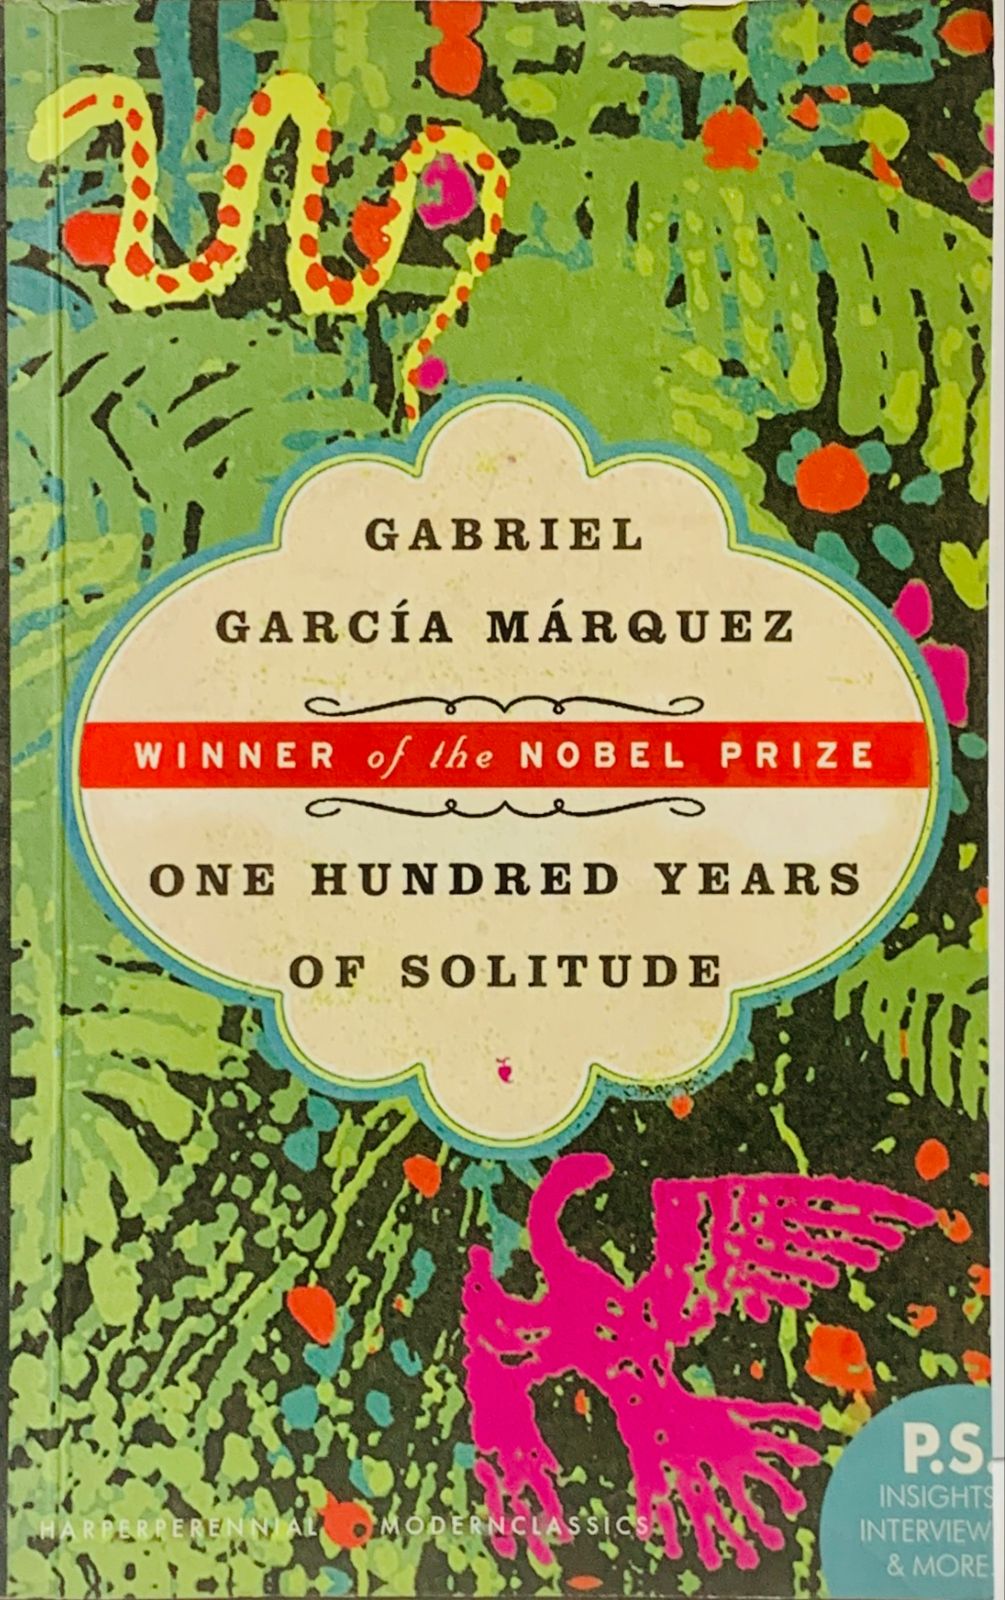 GABRIEL
GARCÍA MÁRQUEZ
WINNER of the NOBEL PRIZE
ONE HUNDRED YEARS
OF SOLITUDE
HARPERPERENNIAL MODERNCLASSICS
P.S.
INSIGHTS
INTERVIEW
& MORE.